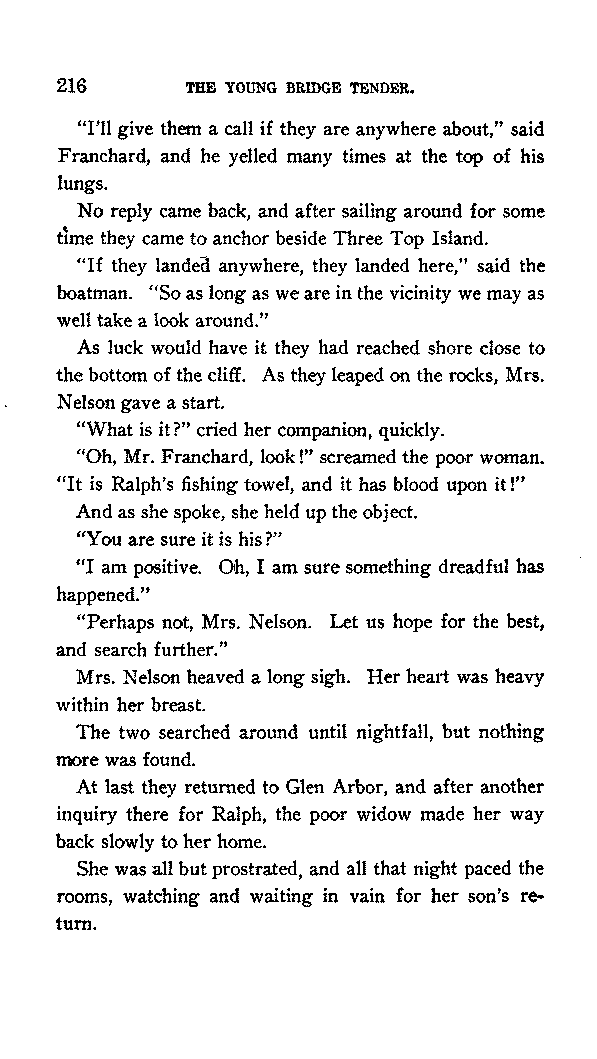 216 THE YOUNG BRIDGE TENDER.
"I'll give them a call if they are anywhere about," said
Franchard, and he yelled many times at the top of his
lungs.
No reply came back, and after sailing around for some
time they came to anchor beside Three Top Island.
"If they landed anywhere, they landed here," said the
boatman. "So as long as we are in the vicinity we may as
well take a look around."
As luck would have it they had reached shore close to
the bottom of the cliff. As they leaped on the rocks, Mrs.
Nelson gave a start.
"What is it?" cried her companion, quickly.
"Oh, Mr. Franchard, look!" screamed the poor woman.
"It is Ralph's fishing towel, and it has blood upon it!"
And as she spoke, she held up the object.
"You are sure it is his?"
"I am positive. Oh, I am sure something dreadful has
happened."
"Perhaps not, Mrs. Nelson. Let us hope for the best,
and search further."
Mrs. Nelson heaved a long sigh. Her heart was heavy
within her breast.
The two searched around until nightfall, but nothing
more was found.
At last they returned to Glen Arbor, and after another
inquiry there for Ralph, the poor widow made her way
back slowly to her home.
She was all but prostrated, and all that night paced the
rooms, watching and waiting in vain for her son's re-
turn.